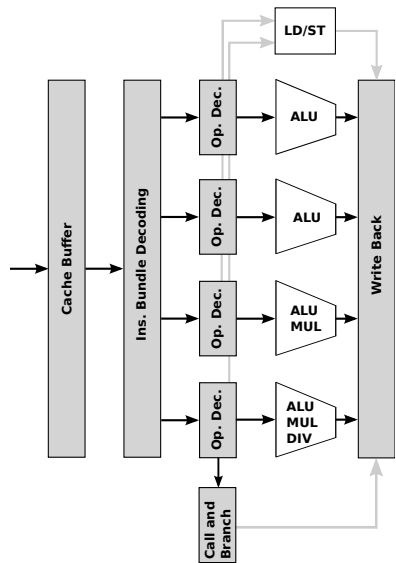 LD/ST
Cache Buffer
Ins. Bundle Decoding
Op. Dec.
ALU
Op. Dec.
ALU
Op. Dec.
ALU
MUL
Op. Dec.
ALU
MUL
DIV
Write Back
Call and
Branch